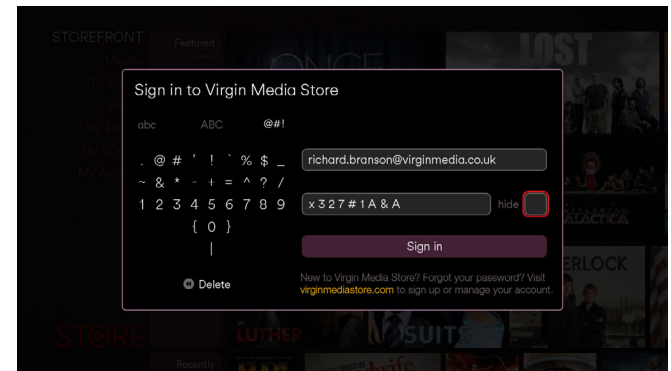 STOREFRONT
Featured
ONCE
LOST
Sign in to Virgin Media Store
abc ABC @#!
. @ # ' ! ` % $ _
~ & * - + = ^ ? /
1 2 3 4 5 6 7 8 9
{ 0 }
|
Delete
richard.branson@virginmedia.co.uk
x 3 2 7 # 1 A & A
hide
Sign in
New to Virgin Media Store? Forgot your password? Visit
virginmediastore.com to sign up or manage your account.
GALACTICA
STORE
LUTHER
SUITS
Recently